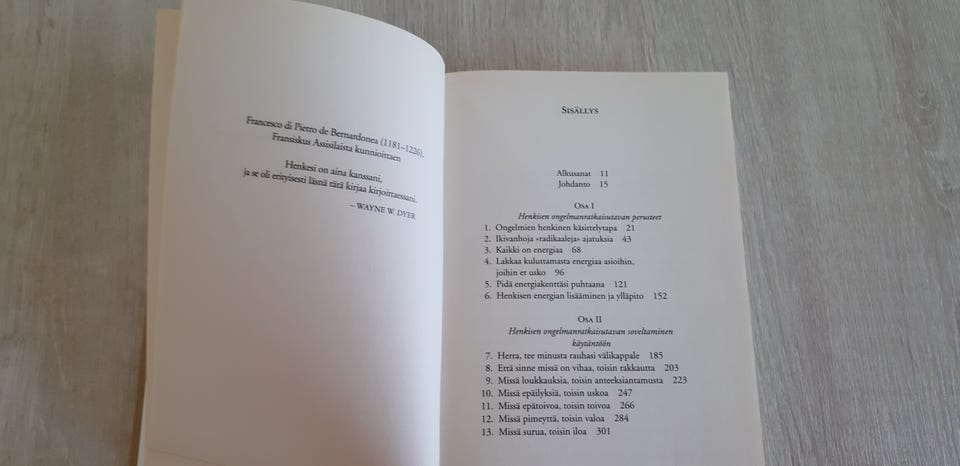 Francesco di Pietro de Bernardonea (1181–1226),
Fransiskus Assisilaista kunnioittaen
Henkesi on aina kanssani,
ja se oli erityisesti läsnä tätä kirjaa kirjoittaessani.
– WAYNE W. DYER
SISÄLLYS
Alkusanat 11
Johdanto 15
OSA I
Henkisen ongelmanratkaisutavan perusteet
1. Ongelmien henkinen käsittelytapa 21
2. Ikivanhoja »radikaaleja» ajatuksia 43
3. Kaikki on energiaa 68
4. Lakkaa kuluttamasta energiaa asioihin,
joihin et usko 96
5. Pidä energiakenttäsi puhtaana 121
6. Henkisen energian lisääminen ja ylläpito 152
OSA II
Henkisen ongelmanratkaisutavan soveltaminen
käytäntöön
7. Herra, tee minusta rauhasi välikappale 185
8. Että sinne missä on vihaa, toisin rakkautta 203
9. Missä loukkauksia, toisin anteeksiantamusta 223
10. Missä epäilyksiä, toisin uskoa 247
11. Missä epätoivoa, toisin toivoa 266
12. Missä pimeyttä, toisin valoa 284
13. Missä surua, toisin iloa 301